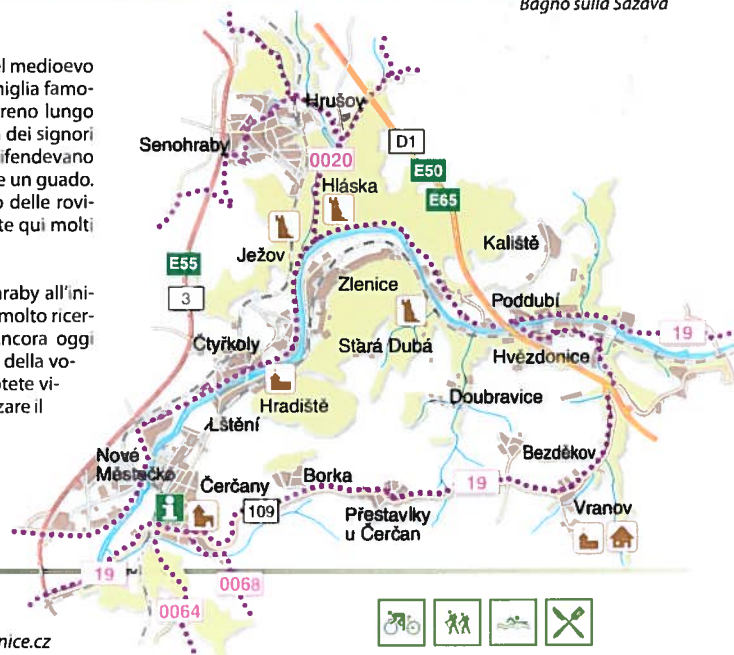 Bagno sulla Sázava
el medioevo
miglia famo-
reno lungo
dei signori
ifendevano
e un guado.
o delle rovi-
te qui molti
raby all'ini-
molto ricer-
ncora oggi
della vo-
tete vi-
zare il
Hrušov
Senohraby
D1
0020
E50
Hláska
E65
Ježov
Kaliště
E55
Zlenice
3
Poddubí
19
Čtyřkoly
Stará Dubá
Hvězdonice
Hradiště
Doubravice
Lštění
Nové
Městečko
Bezděkov
Čerčany
Borka
19
109
Přestavlky
u Čerčan
Vranov
19
0068
0064
nice.cz